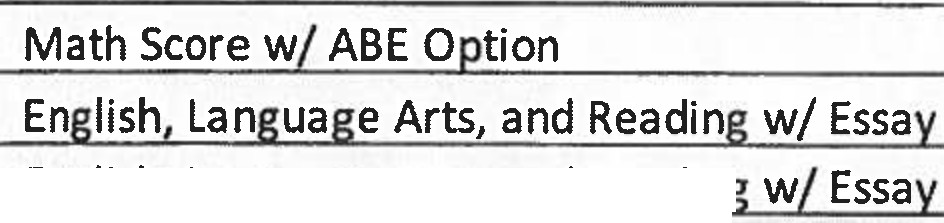 Math Score w/ ABE Option
English, Language Arts, and Reading w/ Essay
w/ Essay